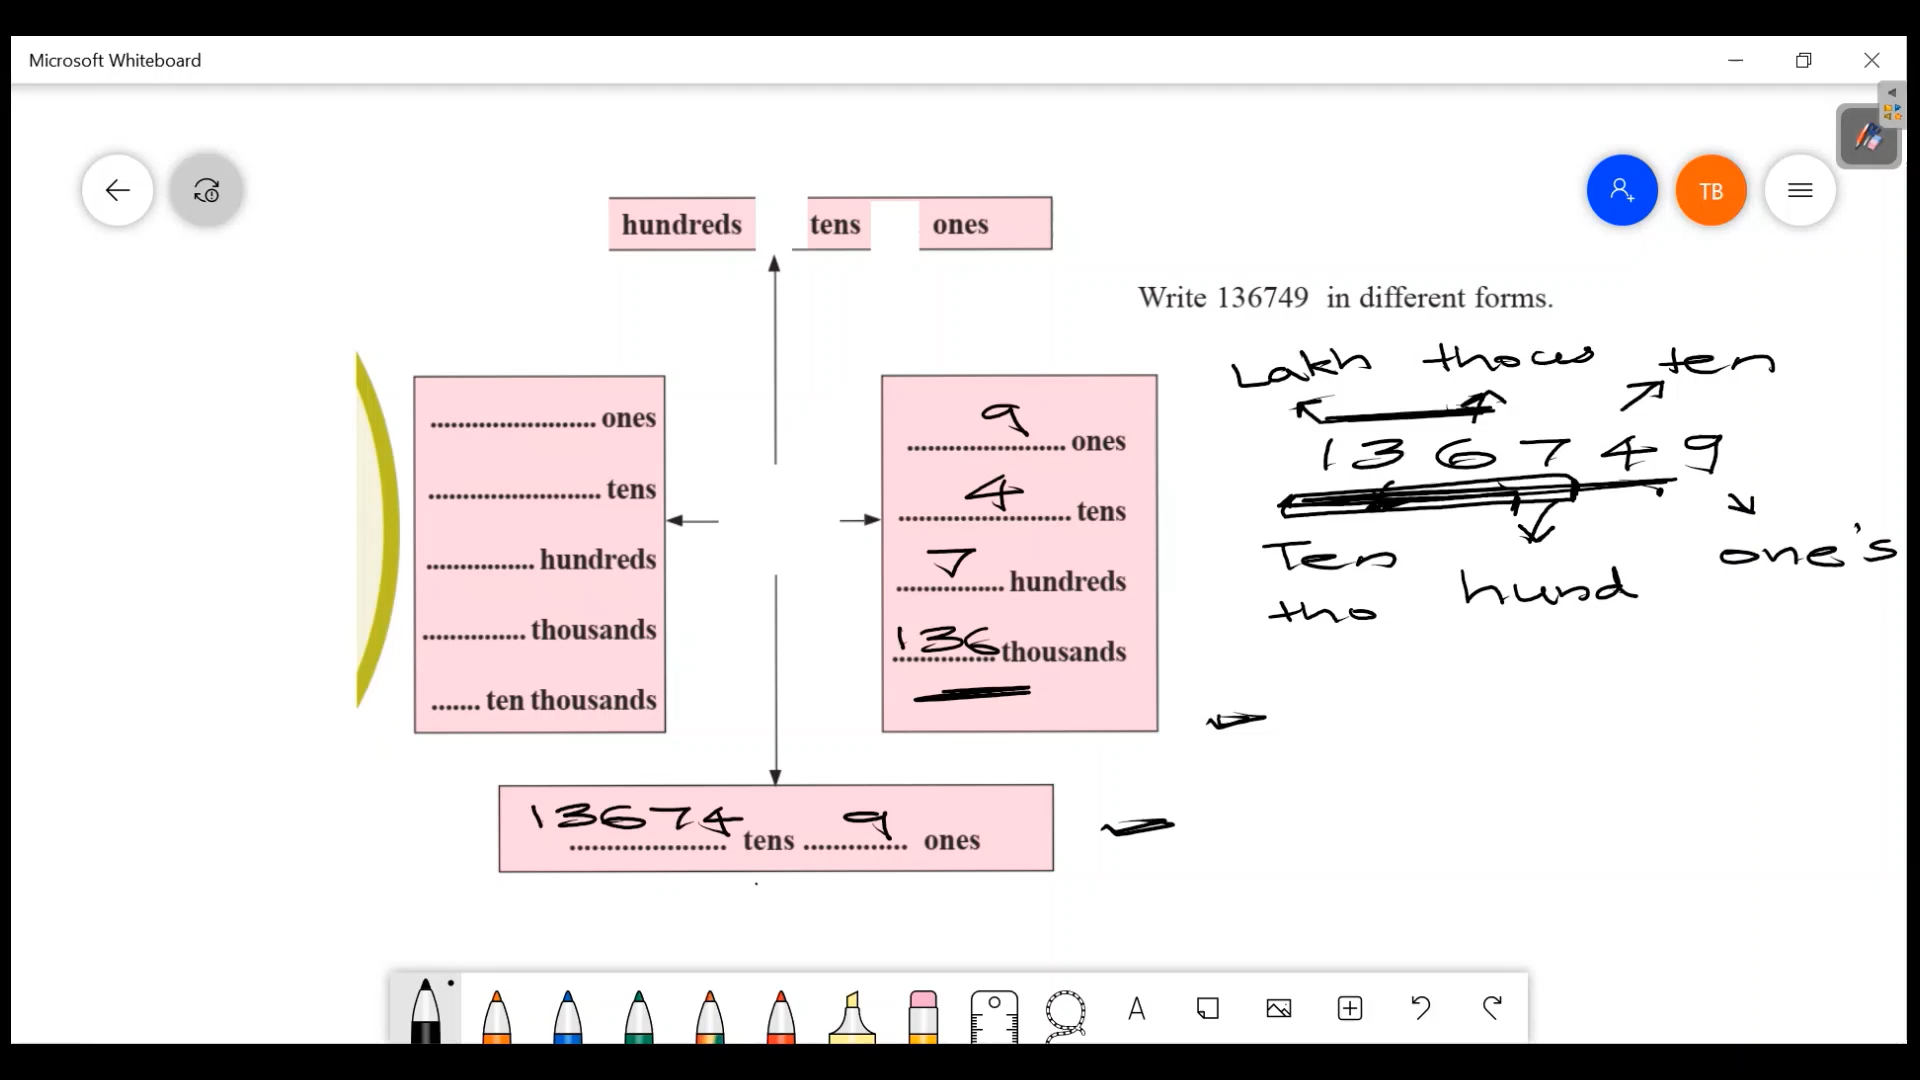 Microsoft Whiteboard
TB
hundreds tens ones
Write 136749 in different forms.
Lakh thous ten
1 3 6 7 4 9
Ten hund one's
tho
........................ ones
......................... tens
................ hundreds
............... thousands
....... ten thousands
9
....................... ones
4
......................... tens
7
................ hundreds
136
............... thousands
13674 9
....................... tens ............... ones
A